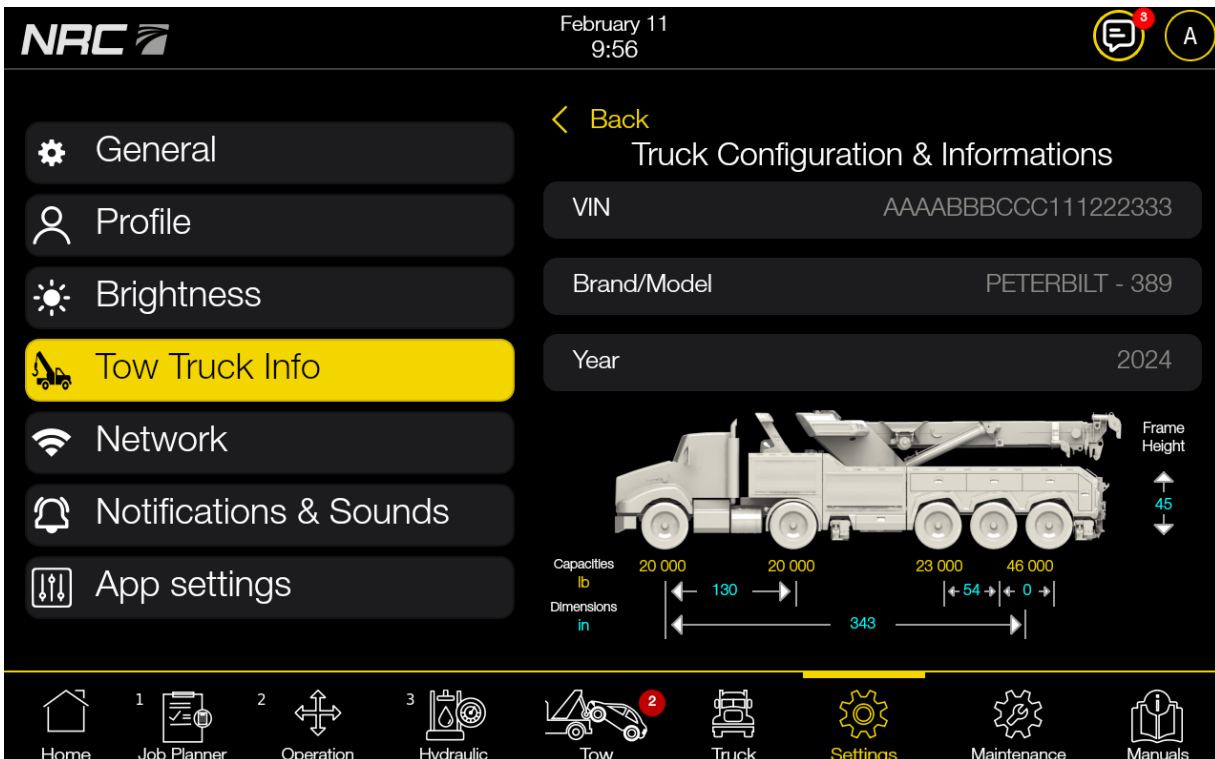 NRC
February 11
9:56
3
A
General
Profile
Brightness
Tow Truck Info
Network
Notifications & Sounds
App settings
Back
Truck Configuration & Informations
VIN AAAABBBCCC111222333
Brand/Model PETERBILT - 389
Year 2024
Frame
Height
45
Capacities
lb
20 000 20 000 23 000 46 000
Dimensions
in
130 54 0
343
Home
1 Job Planner
2 Operation
3 Hydraulic
Tow 2
Truck
Settings
Maintenance
Manuals